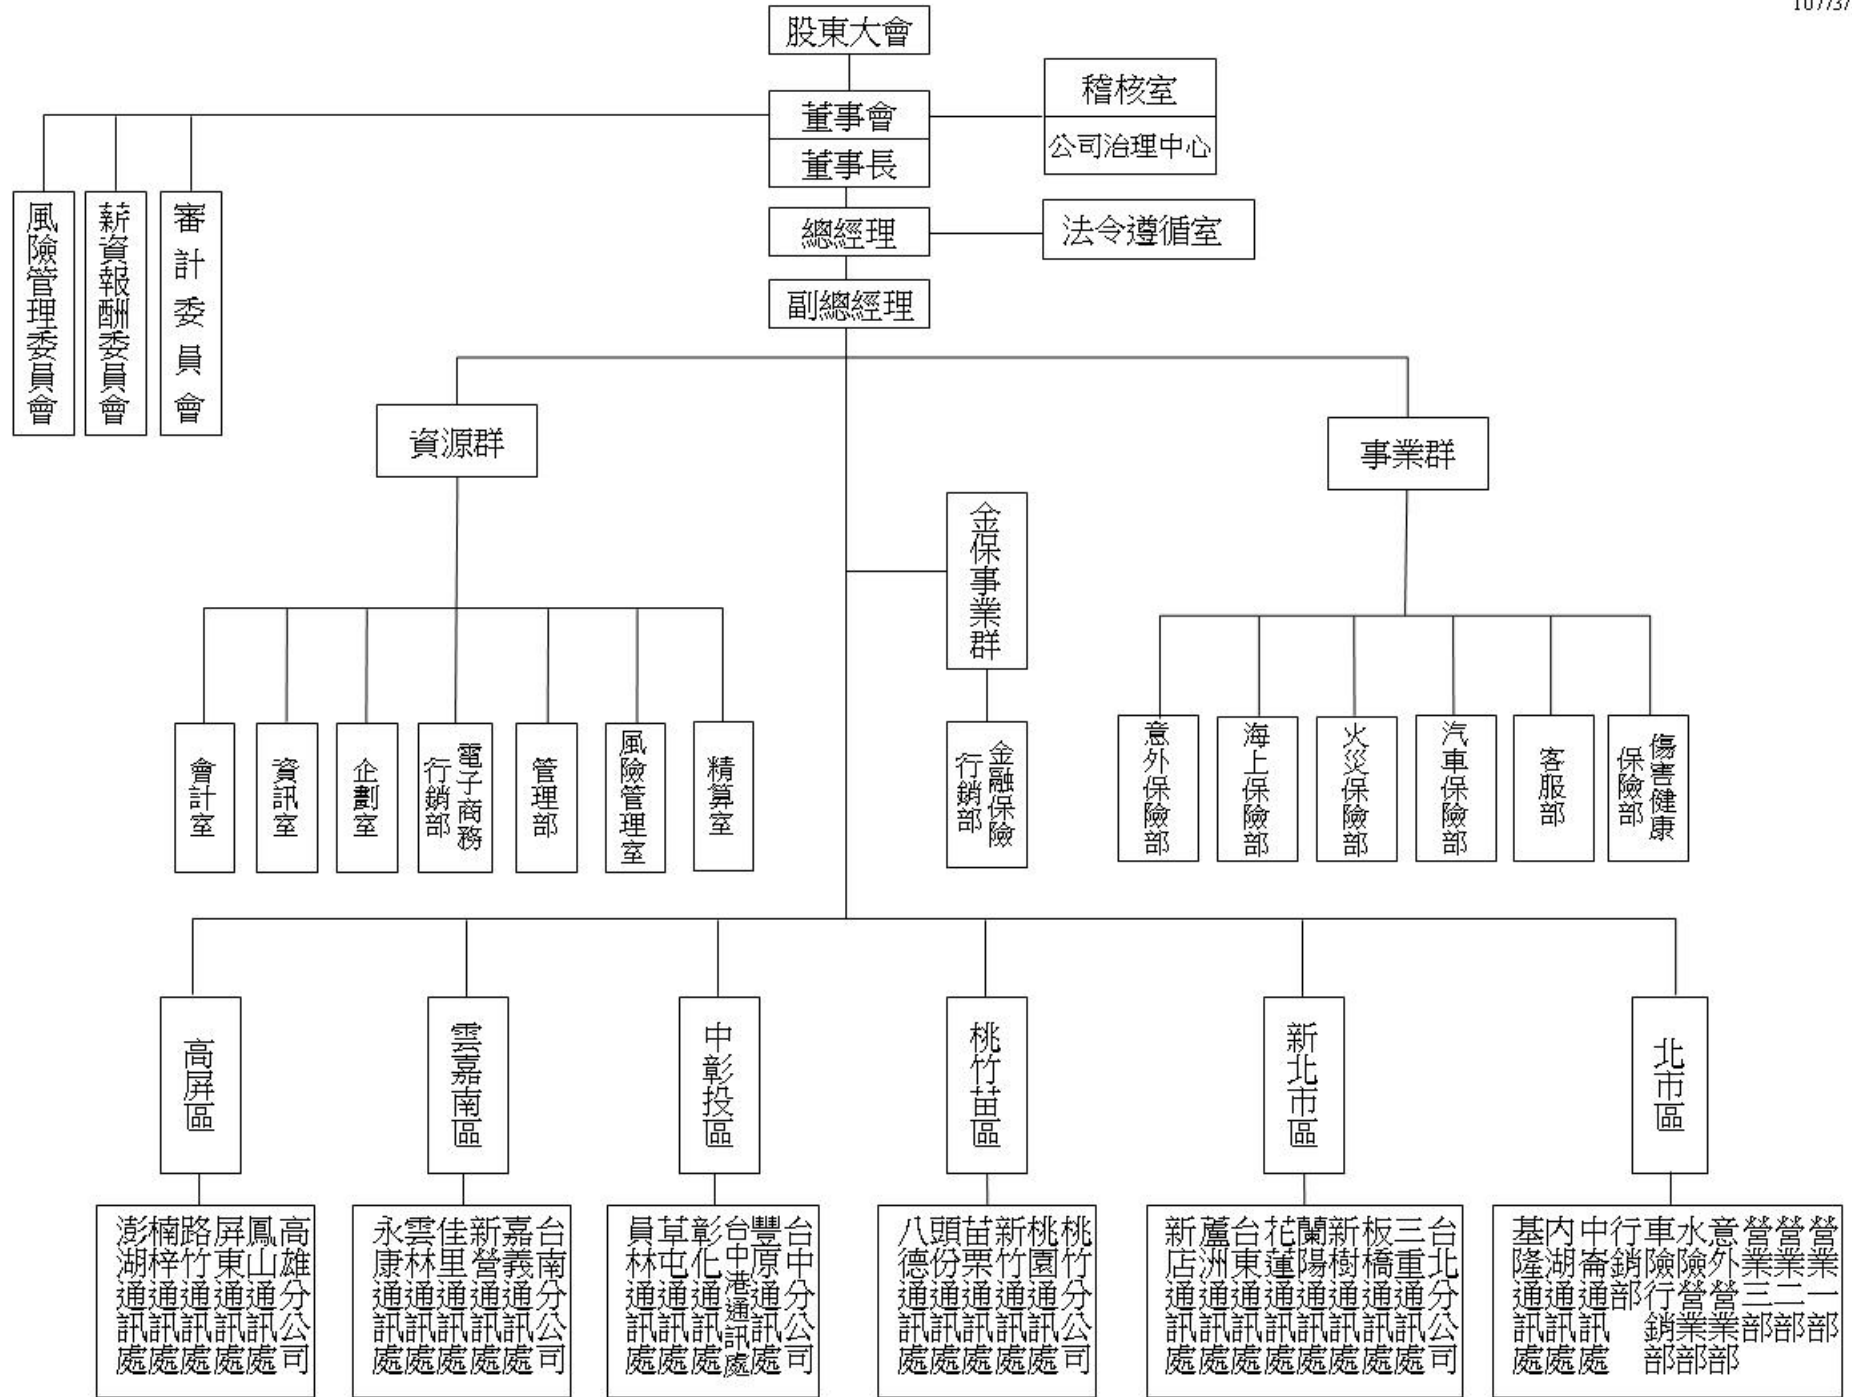 107/3/
股東大會
董事會
董事長
稽核室
公司治理中心
總經理
法令遵循室
副總經理
風險管理委員會
薪資報酬委員會
審計委員會
資源群
事業群
金保事業群
會計室
資訊室
企劃室
電子商務
行銷部
管理部
風險管理室
精算室
金融保險
行銷部
意外保險部
海上保險部
火災保險部
汽車保險部
客服部
傷害健康
保險部
高屏區
雲嘉南區
中彰投區
桃竹苗區
新北市區
北市區
高雄分公司
鳳山通訊處
屏東通訊處
路竹通訊處
楠梓通訊處
澎湖通訊處
台南分公司
嘉義通訊處
新營通訊處
佳里通訊處
雲林通訊處
永康通訊處
台中分公司
豐原通訊處
台中港通訊處
彰化通訊處
草屯通訊處
員林通訊處
桃竹分公司
桃園通訊處
新竹通訊處
苗栗通訊處
頭份通訊處
八德通訊處
台北分公司
三重通訊處
板橋通訊處
新樹通訊處
蘭陽通訊處
花蓮通訊處
台東通訊處
蘆洲通訊處
新店通訊處
營業一部
營業二部
營業三部
意外營業部
水險營業部
車險行銷部
行銷部
中崙通訊處
內湖通訊處
基隆通訊處